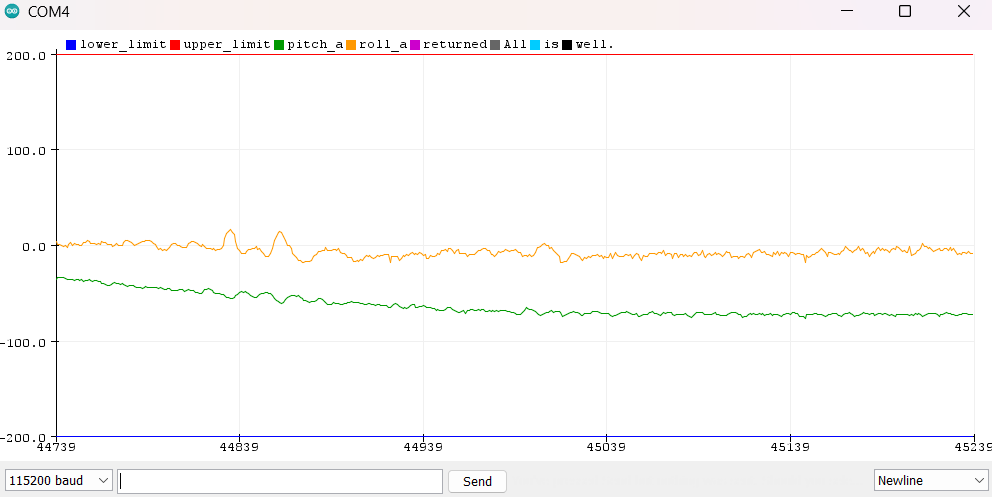 COM4
lower_limit upper_limit pitch_a roll_a returned All is well.
200.0
100.0
0.0
-100.0
-200.0
44739 44839 44939 45039 45139 45239
115200 baud Send Newline